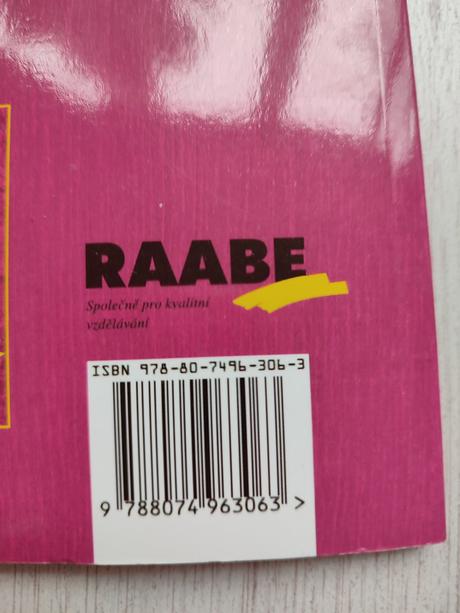 RAABE
Společně pro kvalitní
vzdělávání
ISBN 978-80-7496-306-3
9 788074 963063 >